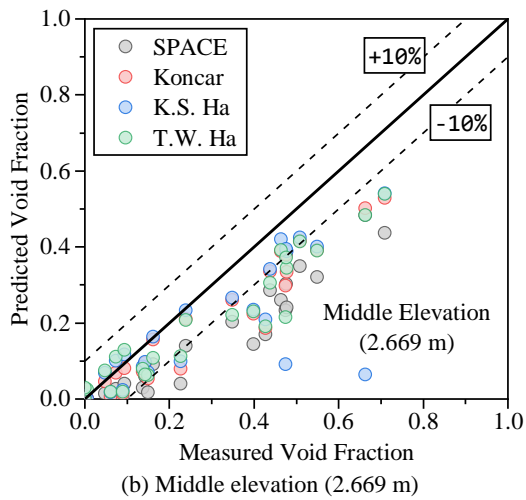 1.0
0.8
0.6
0.4
0.2
0.0
Predicted Void Fraction
SPACE
Koncar
K.S. Ha
T.W. Ha
+10%
-10%
Middle Elevation
(2.669 m)
0.0 0.2 0.4 0.6 0.8 1.0
Measured Void Fraction
(b) Middle elevation (2.669 m)